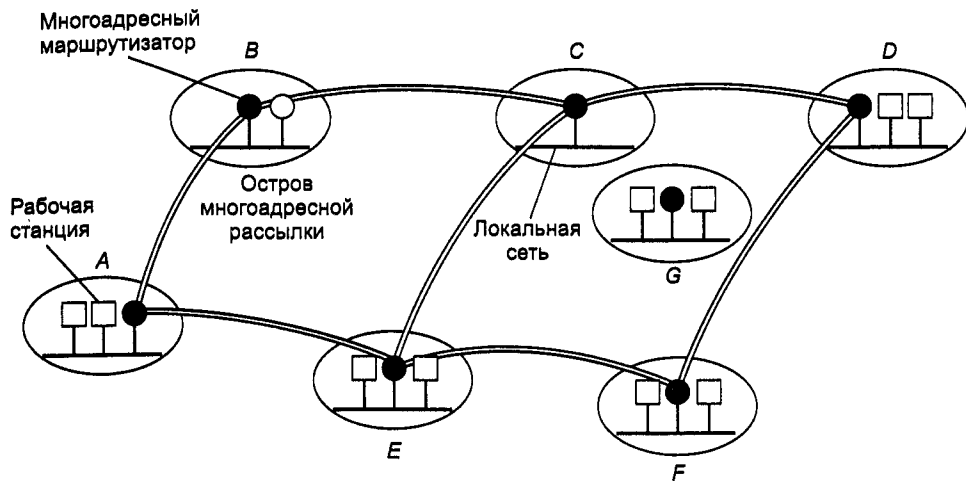 Многоадресный
маршрутизатор
B
C
D
Остров
многоадресной
рассылки
Рабочая
станция
Локальная
сеть
A
G
E
F